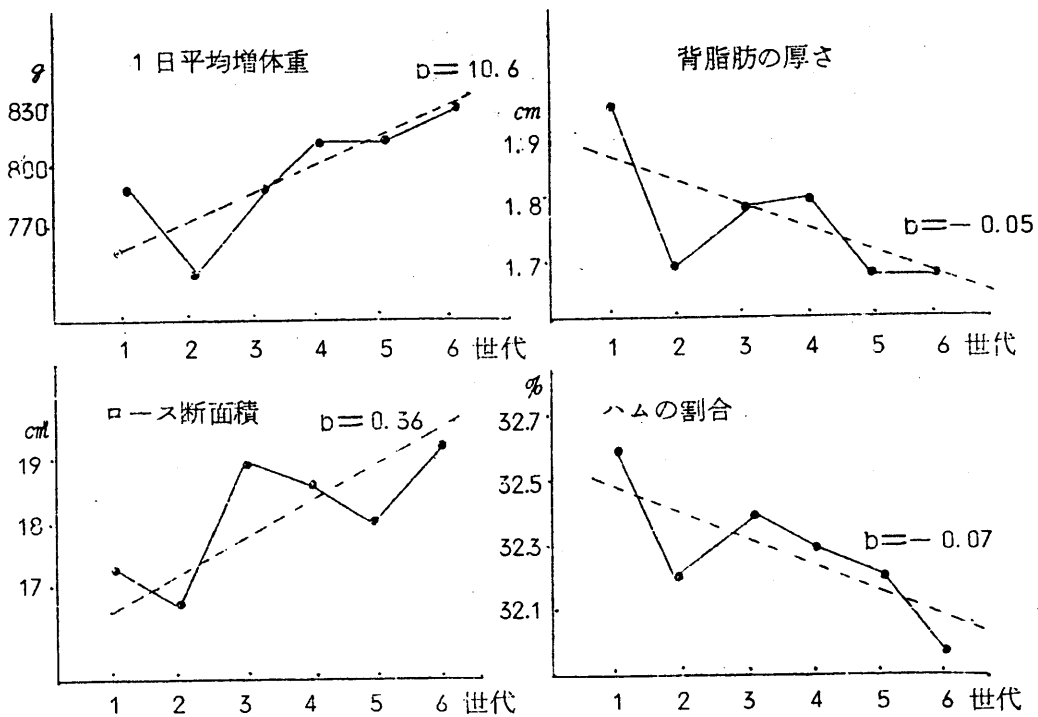 1日平均増体重
b=10.6
g
830
800
770
1 2 3 4 5 6 世代
背脂肪の厚さ
cm
1.9
1.8
1.7
b=-0.05
1 2 3 4 5 6 世代
ロース断面積
b=0.36
cm²
19
18
17
1 2 3 4 5 6 世代
ハムの割合
%
32.7
32.5
32.3
32.1
b=-0.07
1 2 3 4 5 6 世代